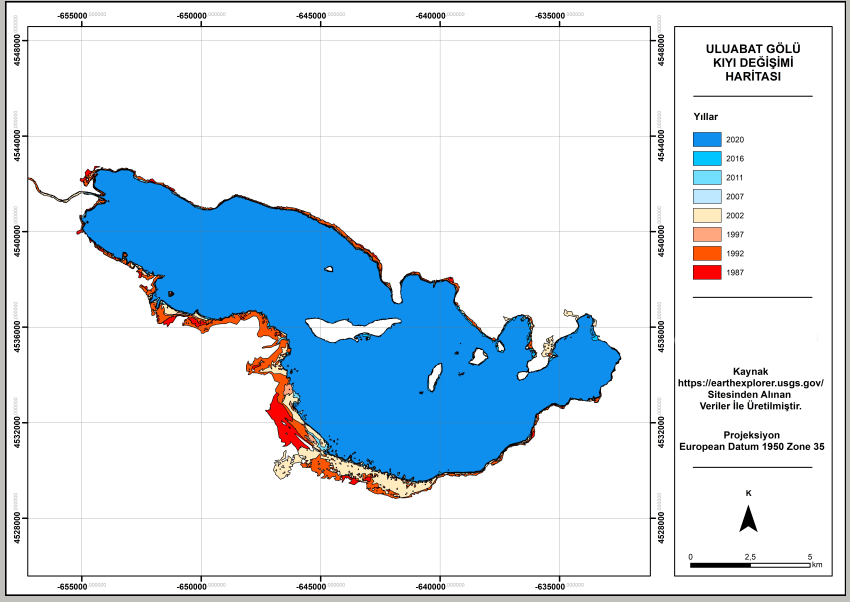 -655000 -650000 -645000 -640000 -635000
4548000 4548000
4544000 4544000
4540000 4540000
4536000 4536000
4532000 4532000
4528000 4528000
-655000 -650000 -645000 -640000 -635000
ULUABAT GÖLÜ
KIYI DEĞİŞİMİ
HARİTASI
Yıllar
2020
2016
2011
2007
2002
1997
1992
1987
Kaynak
https://earthexplorer.usgs.gov/
Sitesinden Alınan
Veriler İle Üretilmiştir.
Projeksiyon
European Datum 1950 Zone 35
K
0 2,5 5
km